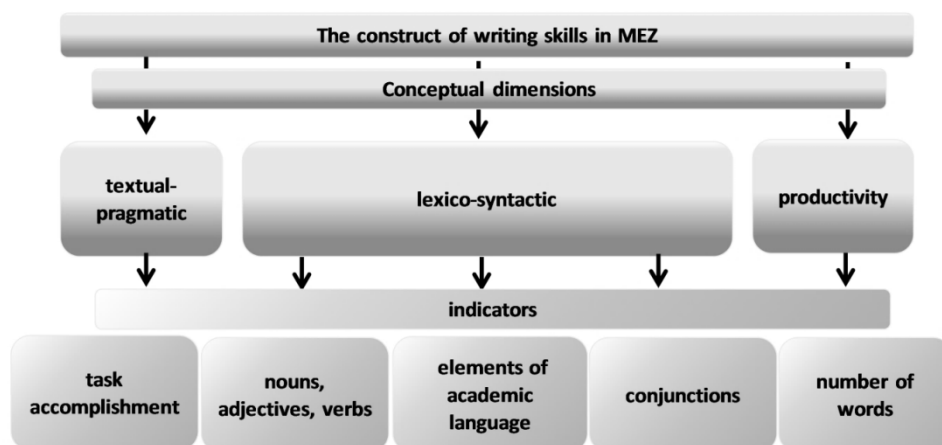 The construct of writing skills in MEZ
Conceptual dimensions
textual-
pragmatic
lexico-syntactic
productivity
indicators
task
accomplishment
nouns,
adjectives, verbs
elements of
academic
language
conjunctions
number of
words